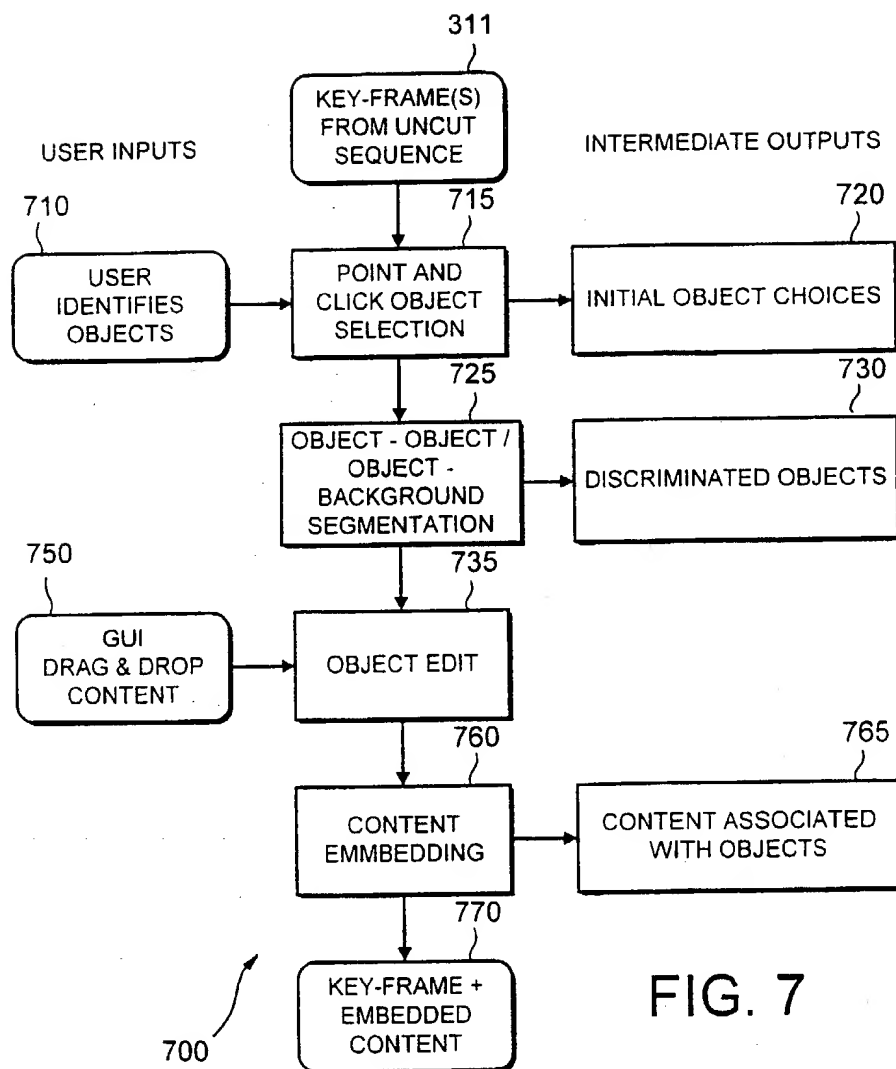 311
KEY-FRAME(S)
FROM UNCUT
SEQUENCE
USER INPUTS
INTERMEDIATE OUTPUTS
710
715
720
USER
IDENTIFIES
OBJECTS
POINT AND
CLICK OBJECT
SELECTION
INITIAL OBJECT CHOICES
725
730
OBJECT - OBJECT /
OBJECT -
BACKGROUND
SEGMENTATION
DISCRIMINATED OBJECTS
750
735
GUI
DRAG & DROP
CONTENT
OBJECT EDIT
760
765
CONTENT
EMMBEDDING
CONTENT ASSOCIATED
WITH OBJECTS
770
KEY-FRAME +
EMBEDDED
CONTENT
700
FIG. 7